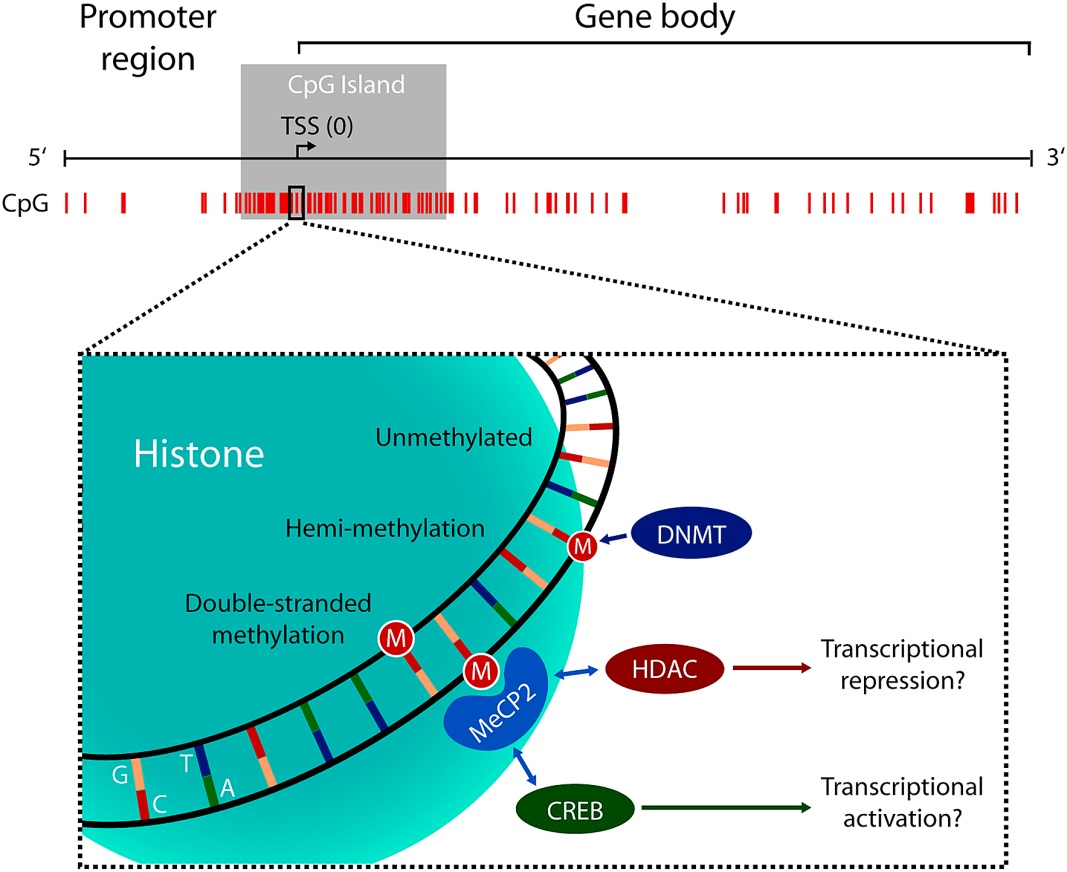 Promoter
region
Gene body
CpG Island
TSS (0)
5‘
3‘
CpG
Histone
Unmethylated
Hemi-methylation
DNMT
M
Double-stranded
methylation
M
M
MeCP2
HDAC
Transcriptional
repression?
G
T
C
A
CREB
Transcriptional
activation?